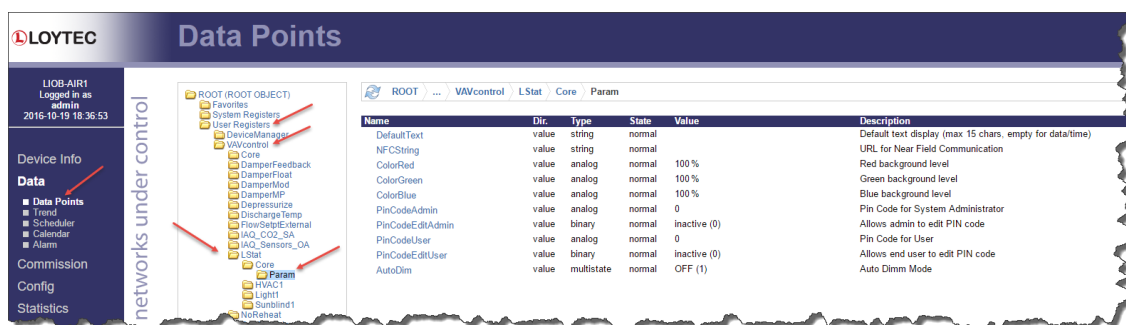 LOYTEC
Data Points
LIOB-AIR1
Logged in as
admin
2016-10-19 18:36:53
Device Info
Data
Data Points
Trend
Scheduler
Calendar
Alarm
Commission
Config
Statistics
networks under control
ROOT (ROOT OBJECT)
Favorites
System Registers
User Registers
DeviceManager
VAVcontrol
Core
DamperFeedback
DamperFloat
DamperMod
DamperMP
Depressurize
DischargeTemp
FlowSetptExternal
IAQ_CO2_SA
IAQ_Sensors_OA
LStat
Core
Param
HVAC1
Light1
Sunblind1
NoReheat
ROOT ... VAVcontrol LStat Core Param
Name Dir. Type State Value Description
DefaultText value string normal Default text display (max 15 chars, empty for data/time)
NFCString value string normal URL for Near Field Communication
ColorRed value analog normal 100 % Red background level
ColorGreen value analog normal 100 % Green background level
ColorBlue value analog normal 100 % Blue background level
PinCodeAdmin value analog normal 0 Pin Code for System Administrator
PinCodeEditAdmin value binary normal inactive (0) Allows admin to edit PIN code
PinCodeUser value analog normal 0 Pin Code for User
PinCodeEditUser value binary normal inactive (0) Allows end user to edit PIN code
AutoDim value multistate normal OFF (1) Auto Dimm Mode